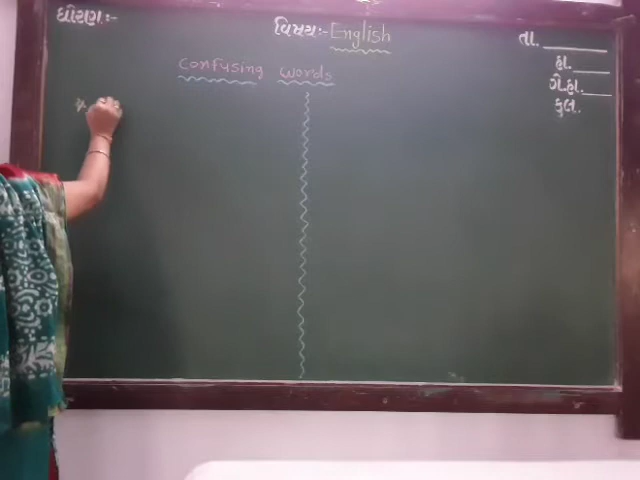 ધોરણ:-
વિષય:- English
તા.
હા.
ગે.હા.
કુલ.
Confusing words